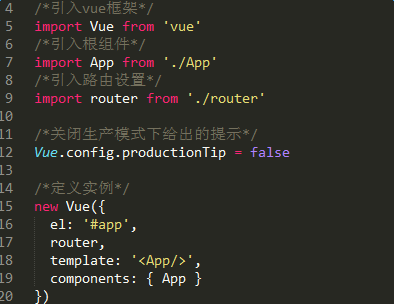 4 /*引入vue框架*/
5 import Vue from 'vue'
6 /*引入根组件*/
7 import App from './App'
8 /*引入路由设置*/
9 import router from './router'
10
11 /*关闭生产模式下给出的提示*/
12 Vue.config.productionTip = false
13
14 /*定义实例*/
15 new Vue({
16   el: '#app',
17   router,
18   template: '<App/>',
19   components: { App }
20 })